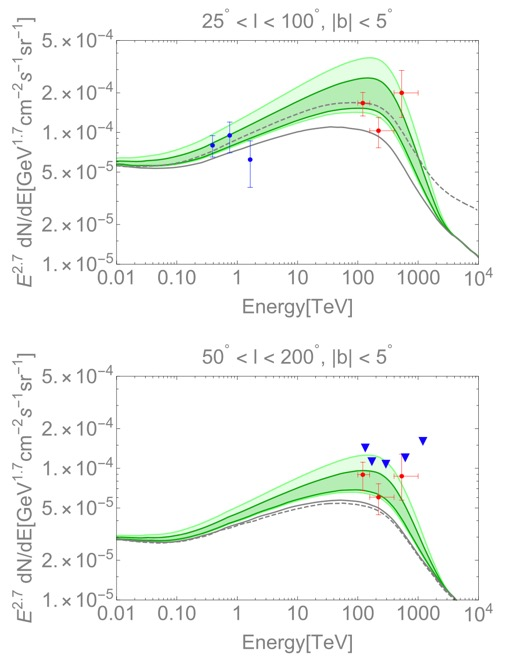 25° < l < 100°, |b| < 5°
E^2.7 dN/dE[GeV^1.7cm^−2s^−1sr^−1]
5.×10^−4
2.×10^−4
1.×10^−4
5.×10^−5
2.×10^−5
1.×10^−5
0.01 0.10 1 10 100 1000 10^4
Energy[TeV]
50° < l < 200°, |b| < 5°
E^2.7 dN/dE[GeV^1.7cm^−2s^−1sr^−1]
5.×10^−4
2.×10^−4
1.×10^−4
5.×10^−5
2.×10^−5
1.×10^−5
0.01 0.10 1 10 100 1000 10^4
Energy[TeV]